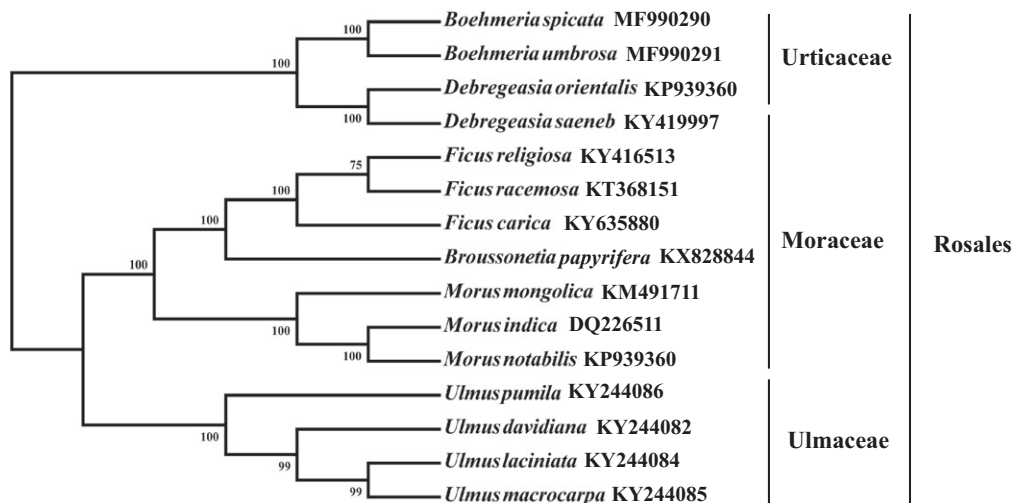 Boehmeria spicata MF990290
100
Boehmeria umbrosa MF990291
Urticaceae
100
Debregeasia orientalis KP939360
100
Debregeasia saeneb KY419997
Ficus religiosa KY416513
75
Ficus racemosa KT368151
100
Ficus carica KY635880
100
Moraceae
Rosales
Broussonetia papyrifera KX828844
100
Morus mongolica KM491711
100
Morus indica DQ226511
100
Morus notabilis KP939360
Ulmus pumila KY244086
100
Ulmus davidiana KY244082
Ulmaceae
99
Ulmus laciniata KY244084
99
Ulmus macrocarpa KY244085